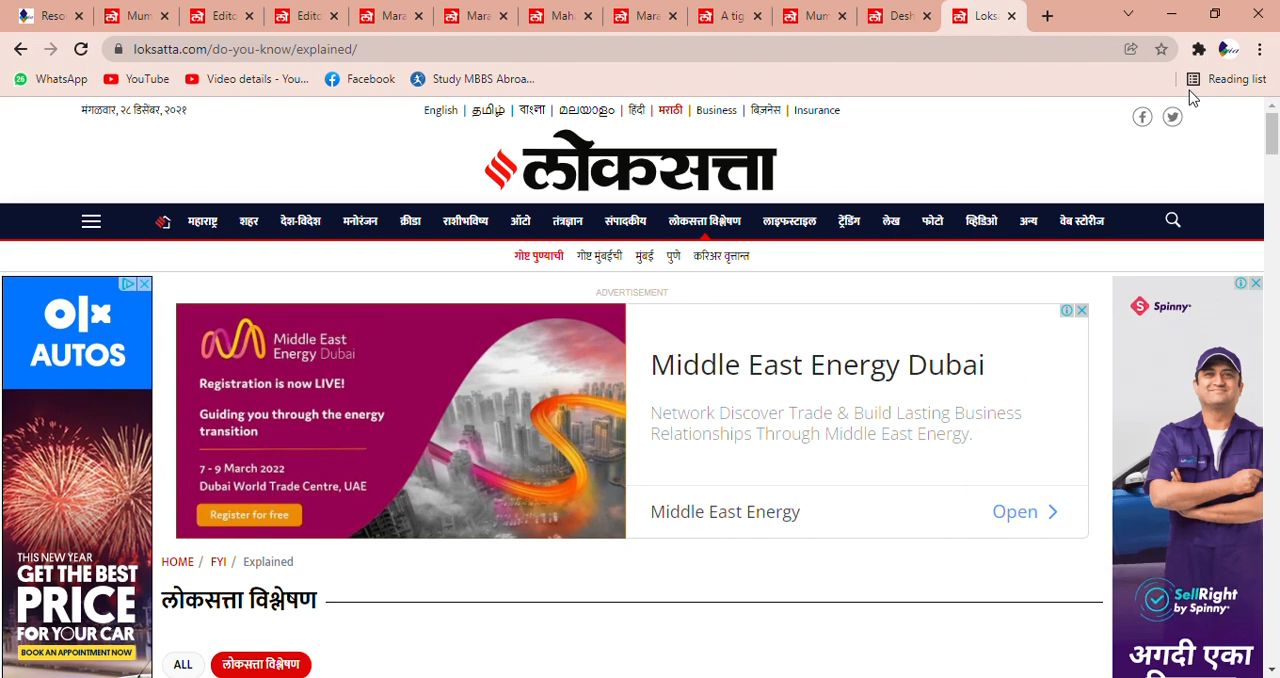 Reso
Mum
Edito
Edito
Mara
Mara
Mah
Mara
A tig
Mum
Desh
Loks
loksatta.com/do-you-know/explained/
26 WhatsApp YouTube Video details - You... Facebook Study MBBS Abroa... Reading list
मंगळवार, २८ डिसेंबर, २०२१
English | தமிழ் | বাংলা | മലയാളം | हिंदी | मराठी | Business | बिज़नेस | Insurance
लोकसत्ता
महाराष्ट्र शहर देश-विदेश मनोरंजन क्रीडा राशीभविष्य ऑटो तंत्रज्ञान संपादकीय लोकसत्ता विश्लेषण लाइफस्टाइल ट्रेंडिंग लेख फोटो व्हिडिओ अन्य वेब स्टोरीज
गोष्ट पुण्याची गोष्ट मुंबईची मुंबई पुणे करिअर वृत्तान्त
olx
AUTOS
THIS NEW YEAR
GET THE BEST
PRICE
FOR YOUR CAR
BOOK AN APPOINTMENT NOW
ADVERTISEMENT
Middle East
Energy Dubai
Registration is now LIVE!
Guiding you through the energy
transition
7 - 9 March 2022
Dubai World Trade Centre, UAE
Register for free
Middle East Energy Dubai
Network Discover Trade & Build Lasting Business
Relationships Through Middle East Energy.
Middle East Energy Open
Spinny
SellRight
by Spinny
अगदी एका
HOME / FYI / Explained
लोकसत्ता विश्लेषण
ALL लोकसत्ता विश्लेषण